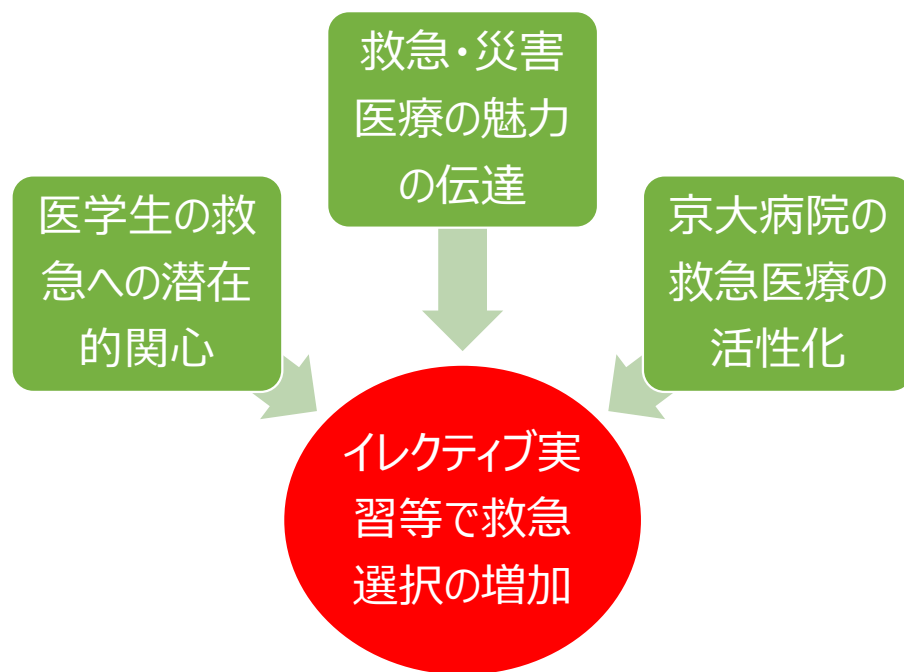 救急・災害
医療の魅力
の伝達
医学生の救
急への潜在
的関心
京大病院の
救急医療の
活性化
イレクティブ実
習等で救急
選択の増加